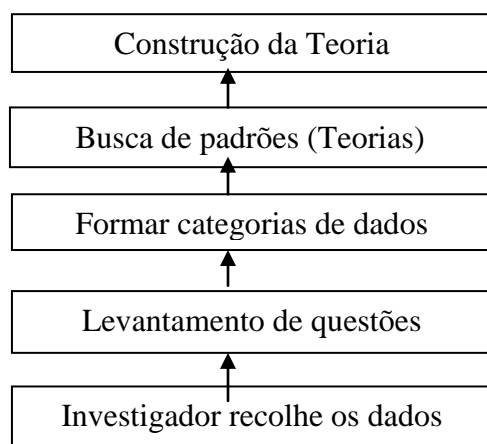 Construção da Teoria
Busca de padrões (Teorias)
Formar categorias de dados
Levantamento de questões
Investigador recolhe os dados